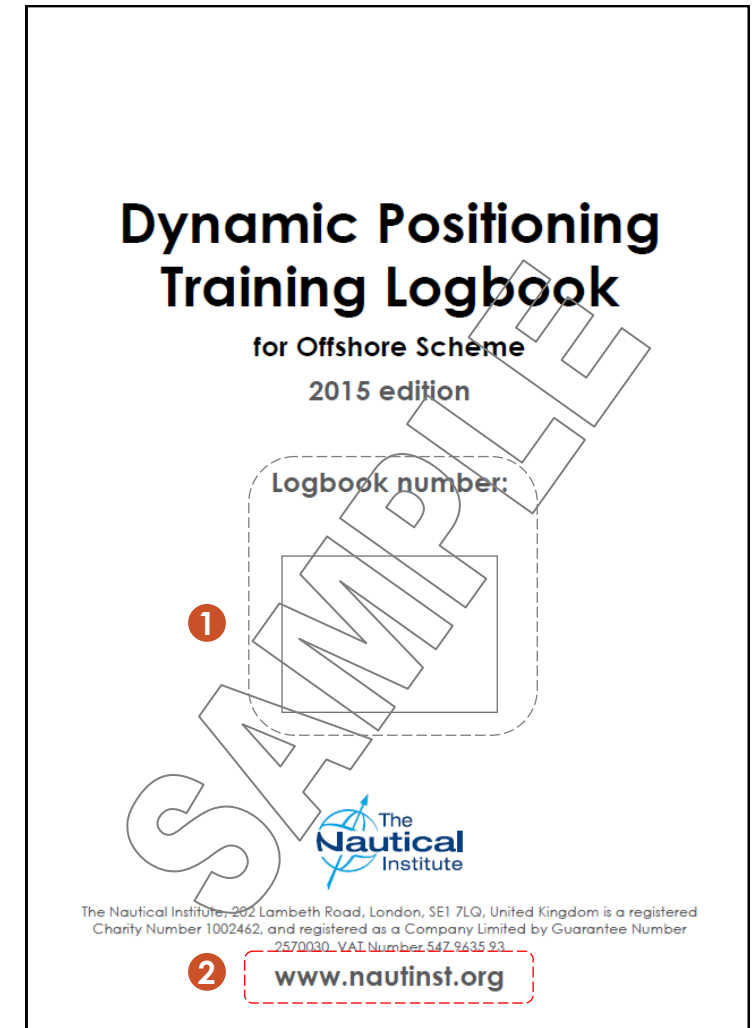 Dynamic Positioning
Training Logbook
for Offshore Scheme
2015 edition
Logbook number:
1
SAMPLE
The
Nautical
Institute
The Nautical Institute, 202 Lambeth Road, London, SE1 7LQ, United Kingdom is a registered
Charity Number 1002462, and registered as a Company Limited by Guarantee Number
2570030. VAT Number 547 9635 93
2
www.nautinst.org